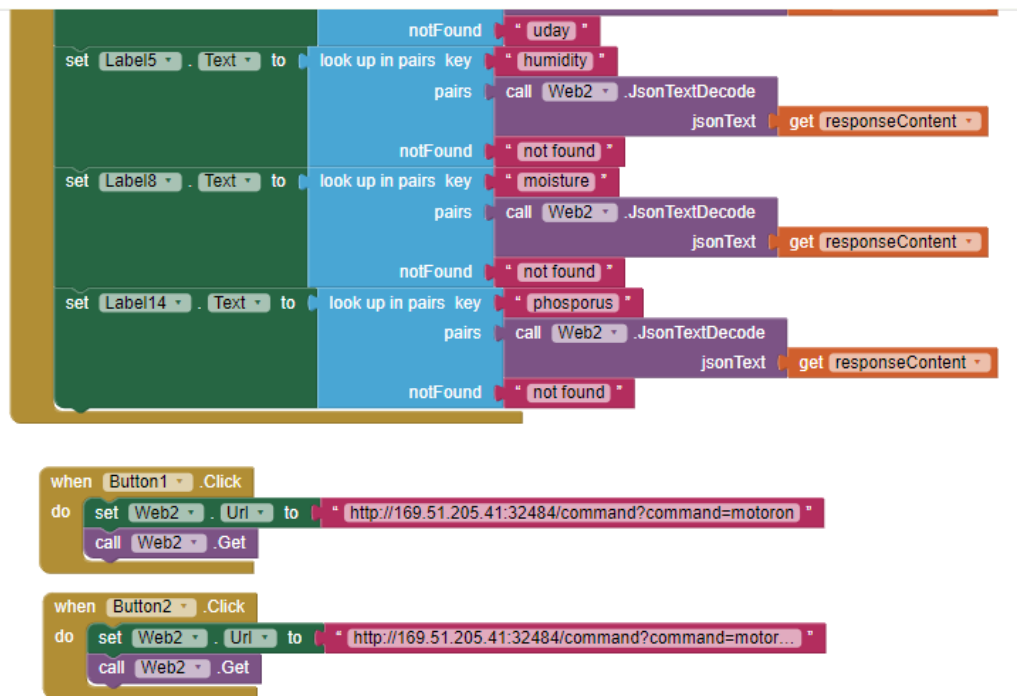 notFound " uday "
set Label5 . Text to look up in pairs key " humidity "
pairs call Web2 .JsonTextDecode
jsonText get responseContent
notFound " not found "
set Label8 . Text to look up in pairs key " moisture "
pairs call Web2 .JsonTextDecode
jsonText get responseContent
notFound " not found "
set Label14 . Text to look up in pairs key " phosporus "
pairs call Web2 .JsonTextDecode
jsonText get responseContent
notFound " not found "
when Button1 .Click
do set Web2 . Url to " http://169.51.205.41:32484/command?command=motoron "
call Web2 .Get
when Button2 .Click
do set Web2 . Url to " http://169.51.205.41:32484/command?command=motor... "
call Web2 .Get